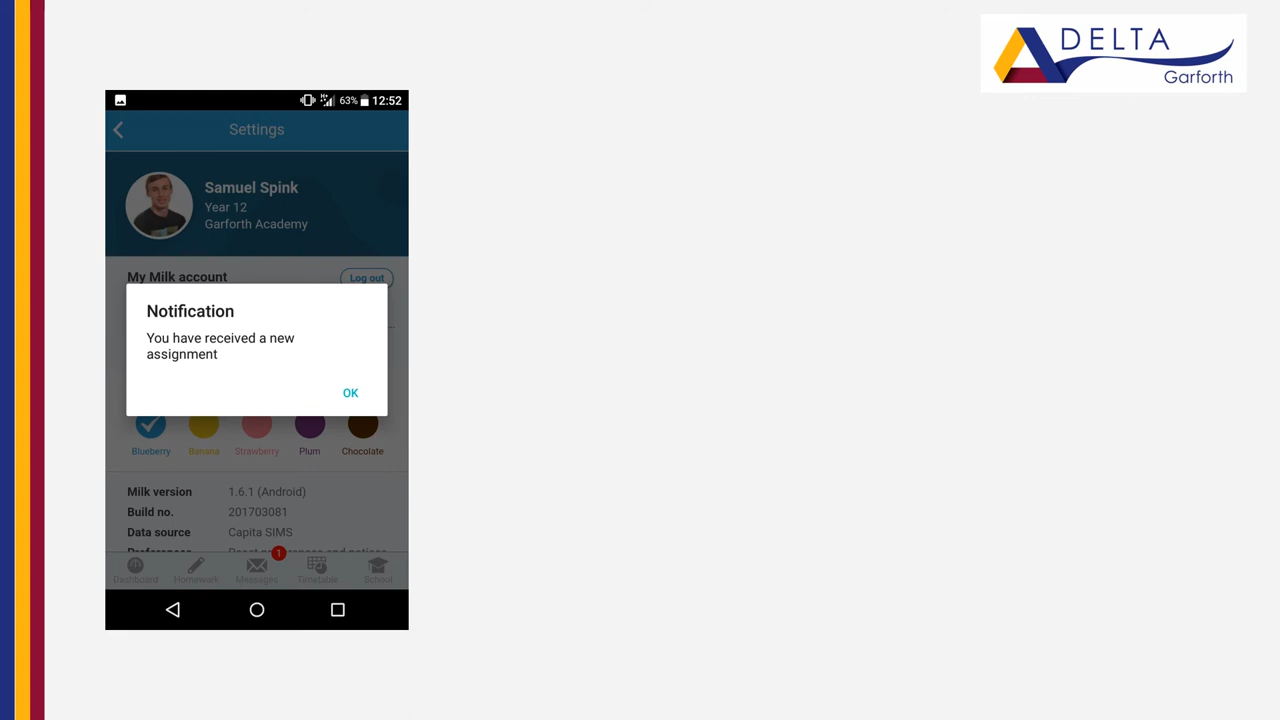 DELTA
Garforth
63% 12:52
Settings
Samuel Spink
Year 12
Garforth Academy
My Milk account
Log out
Notification
You have received a new
assignment
OK
Blueberry Banana Strawberry Plum Chocolate
Milk version 1.6.1 (Android)
Build no. 201703081
Data source Capita SIMS
1
Dashboard Homework Messages Timetable School